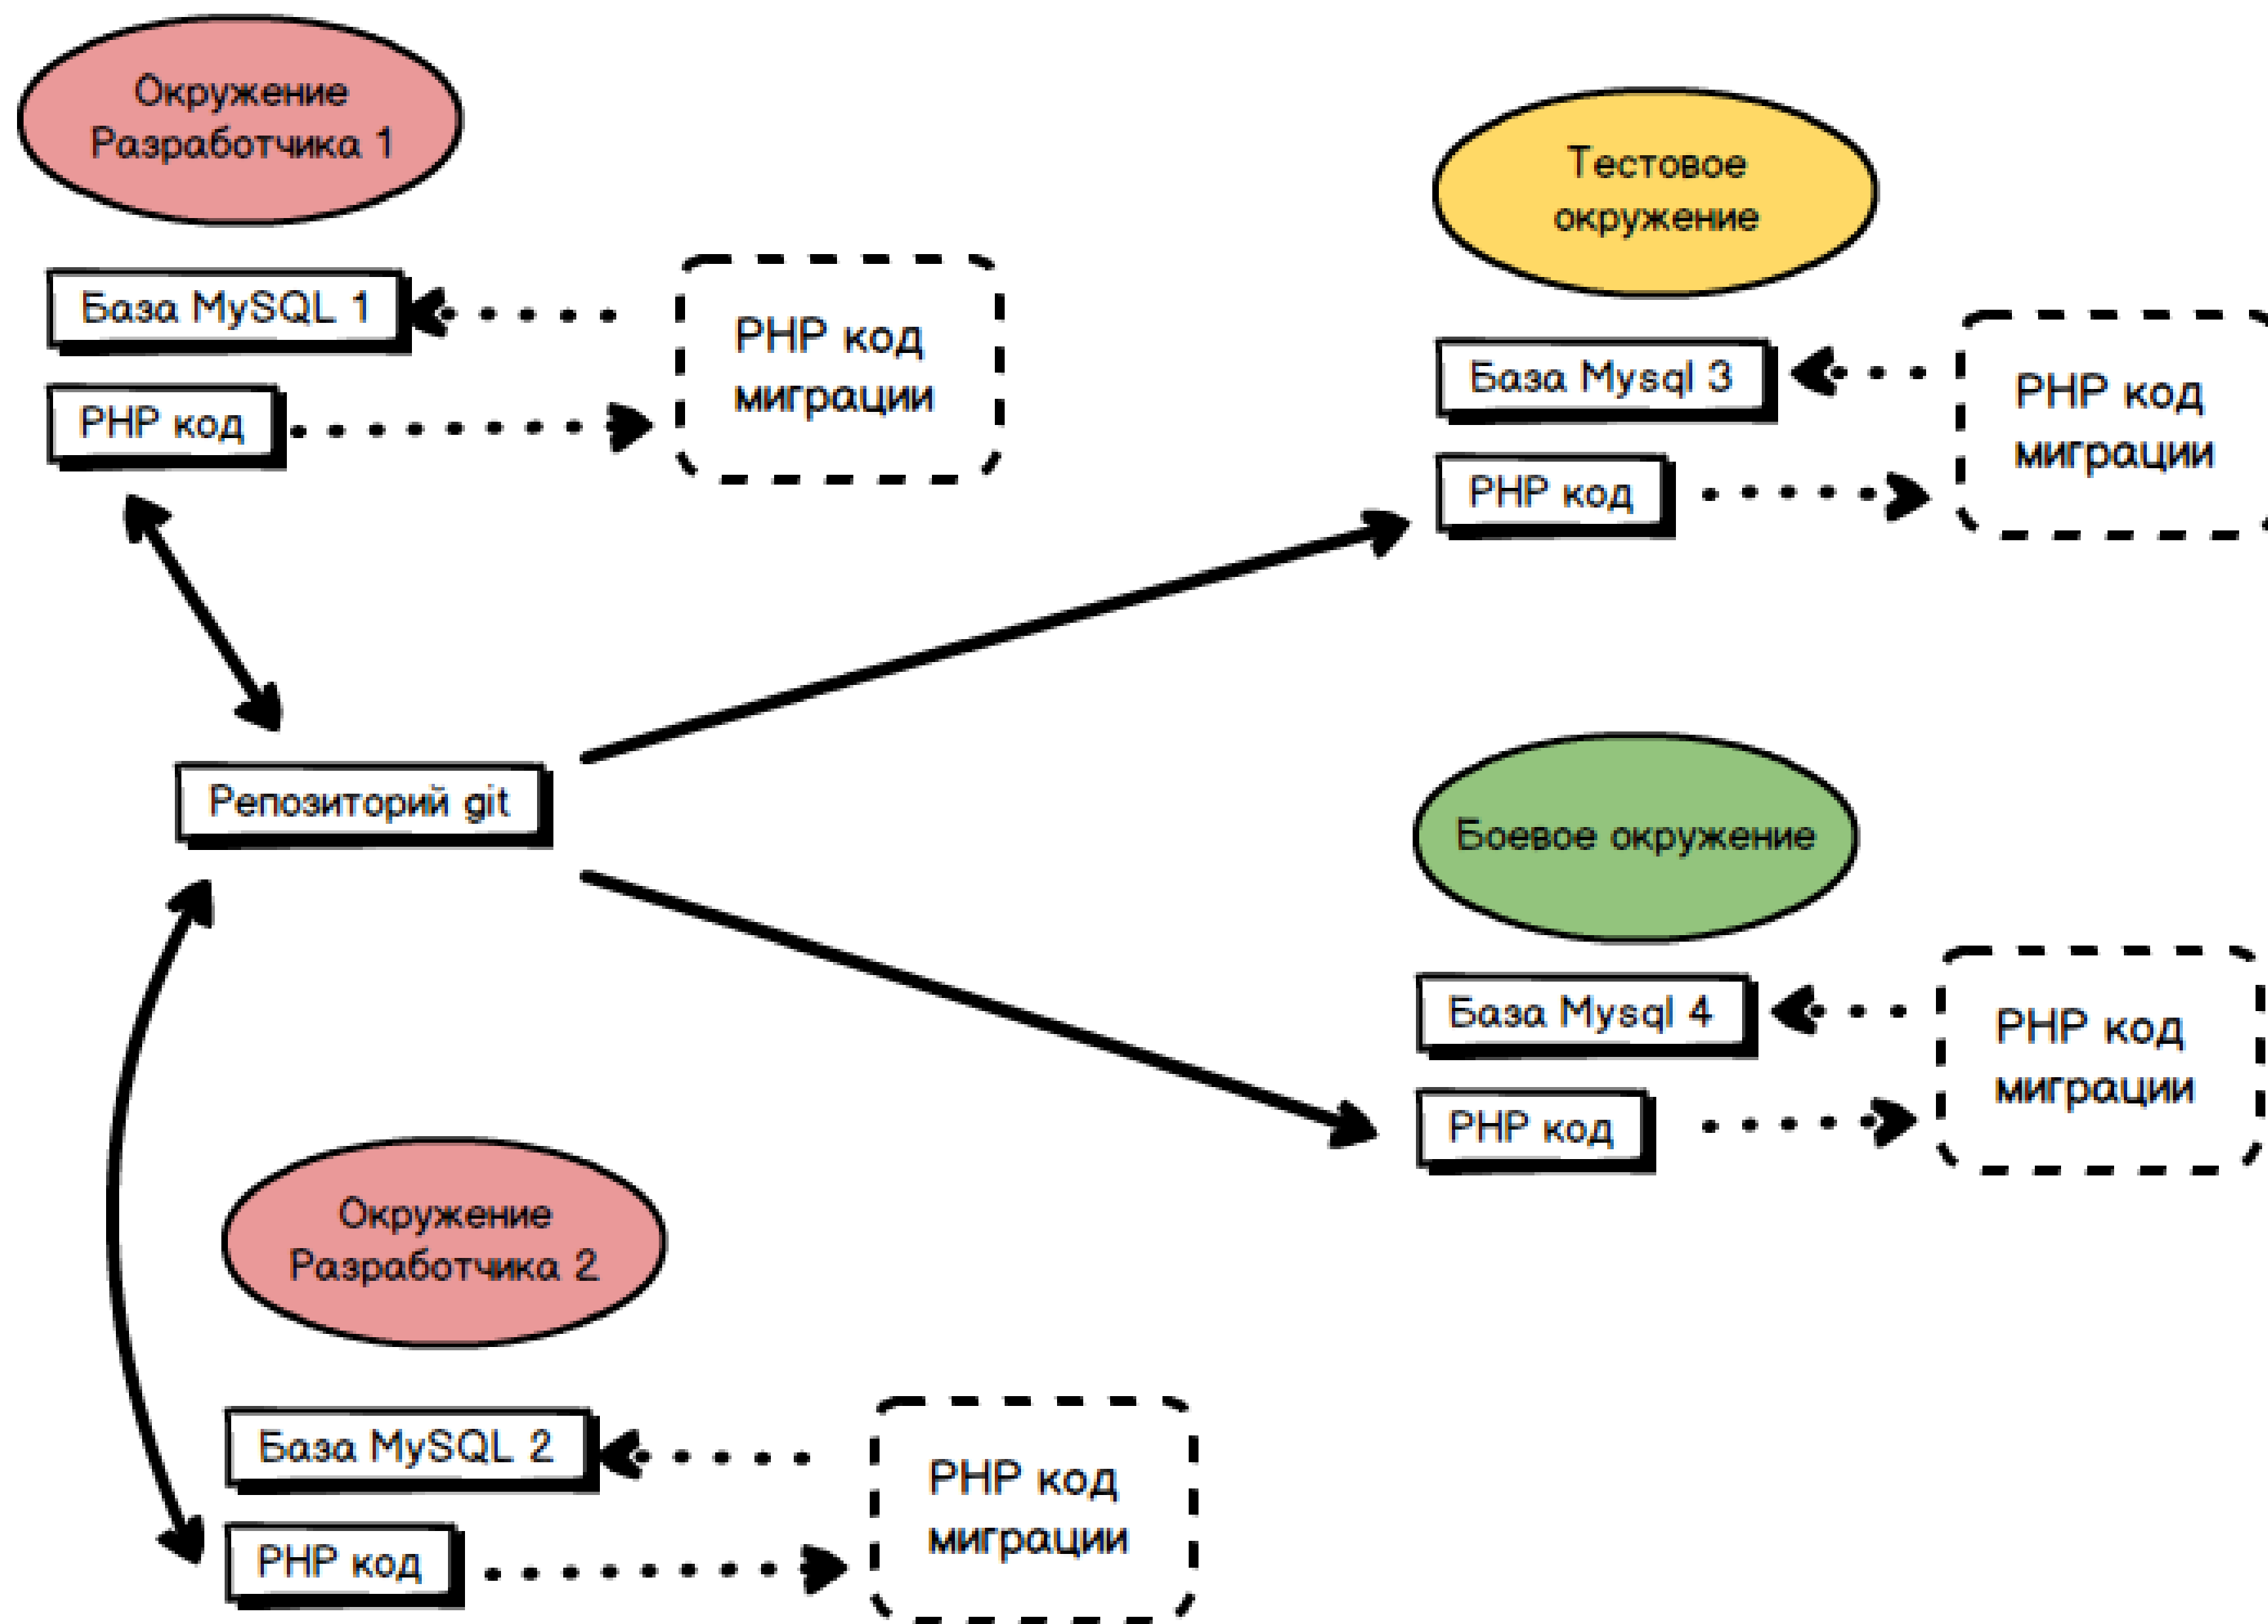 Окружение
Разработчика 1
База MySQL 1
PHP код
PHP код
миграции
Тестовое
окружение
База Mysql 3
PHP код
PHP код
миграции
Репозиторий git
Боевое окружение
База Mysql 4
PHP код
PHP код
миграции
Окружение
Разработчика 2
База MySQL 2
PHP код
PHP код
миграции